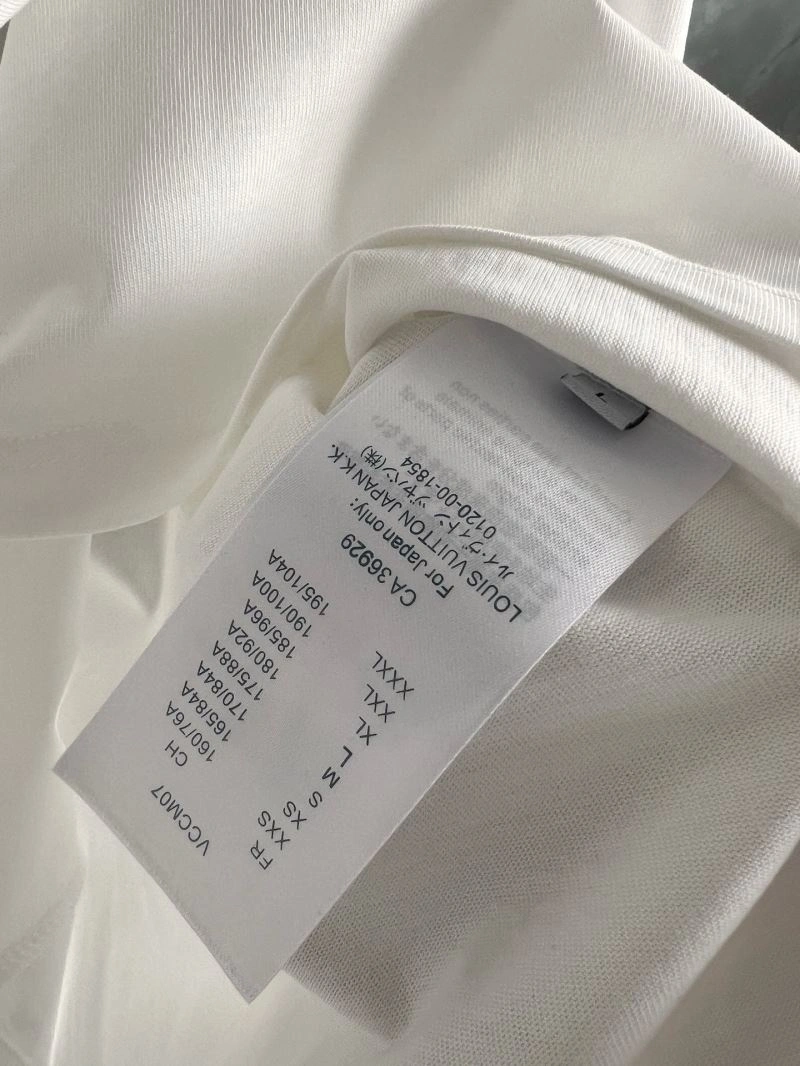 VCCM07
FR CH
XXS 160/76A
XS 165/84A
S 170/84A
M 175/88A
L 180/92A
XL 185/96A
XXL 190/100A
XXXL 195/104A
CA 36929
For Japan only:
LOUIS VUITTON JAPAN K.K.
ルイ・ヴィトン ヅャバン(株)
0120-00-1854
L